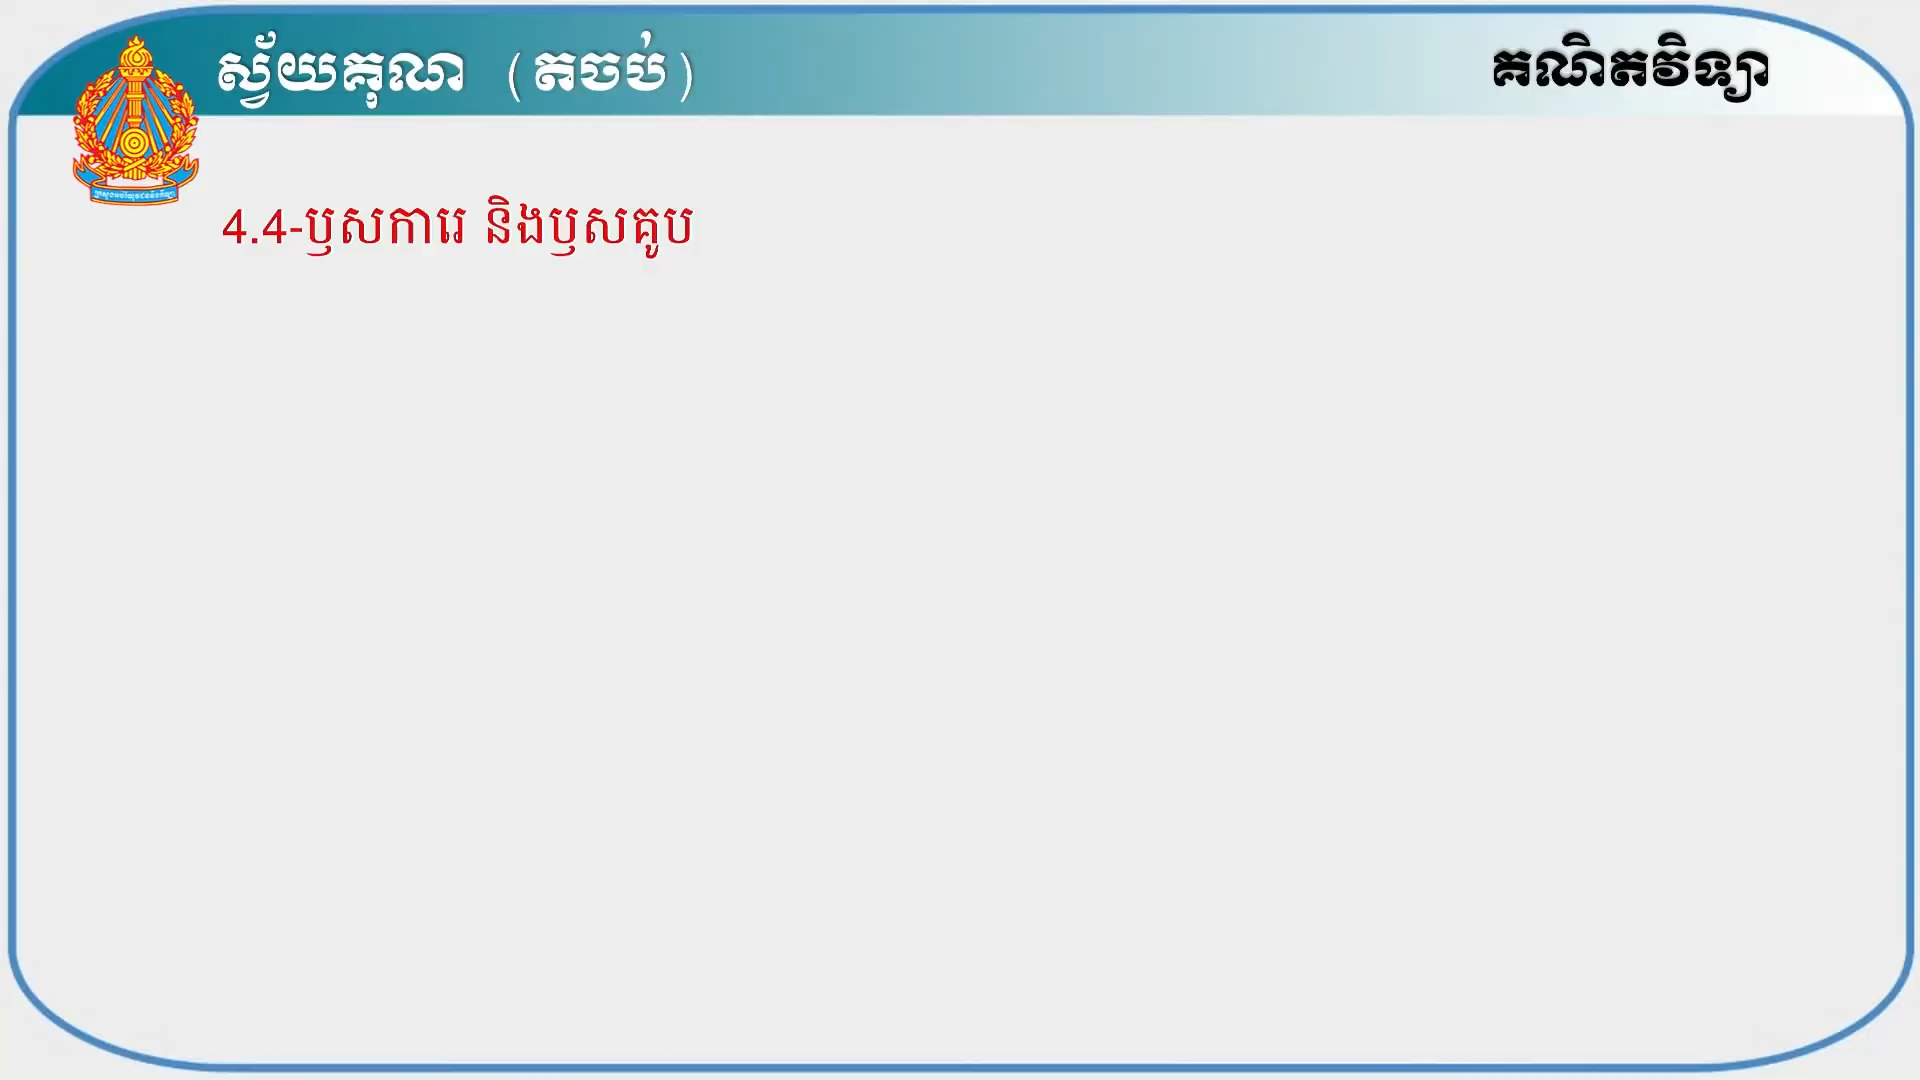 ស្វ័យគុណ (តចប់)
គណិតវិទ្យា
4.4-ឫសការេ និងឫសគូប